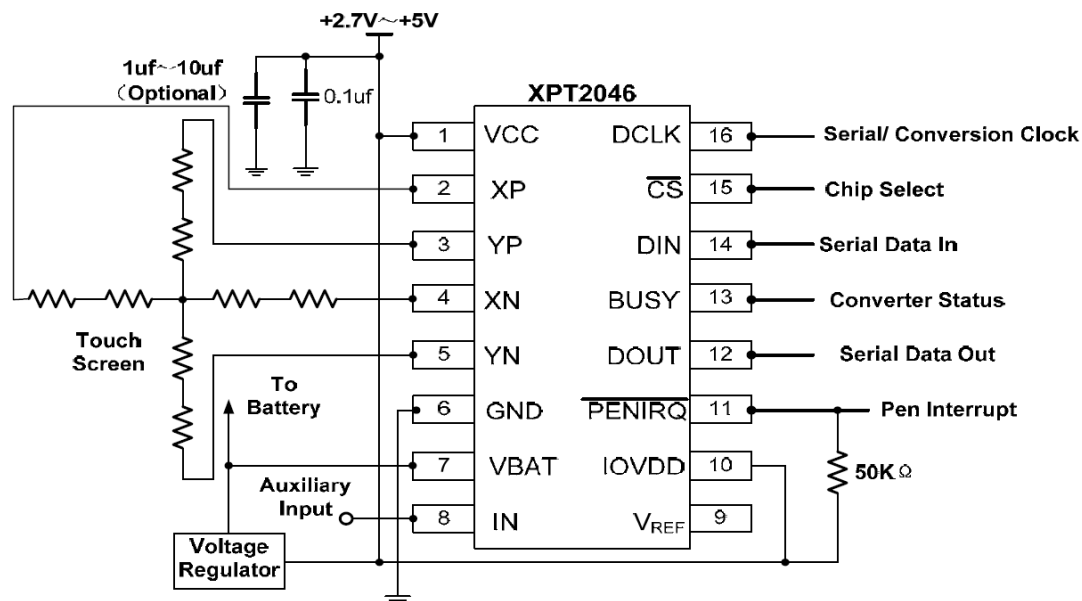 +2.7V~+5V
1uf~10uf
(Optional)
0.1uf
XPT2046
1 VCC DCLK 16 Serial/ Conversion Clock
2 XP CS 15 Chip Select
3 YP DIN 14 Serial Data In
4 XN BUSY 13 Converter Status
5 YN DOUT 12 Serial Data Out
6 GND PENIRQ 11 Pen Interrupt
7 VBAT IOVDD 10
8 IN VREF 9
Touch
Screen
To
Battery
50KΩ
Auxiliary
Input
Voltage
Regulator